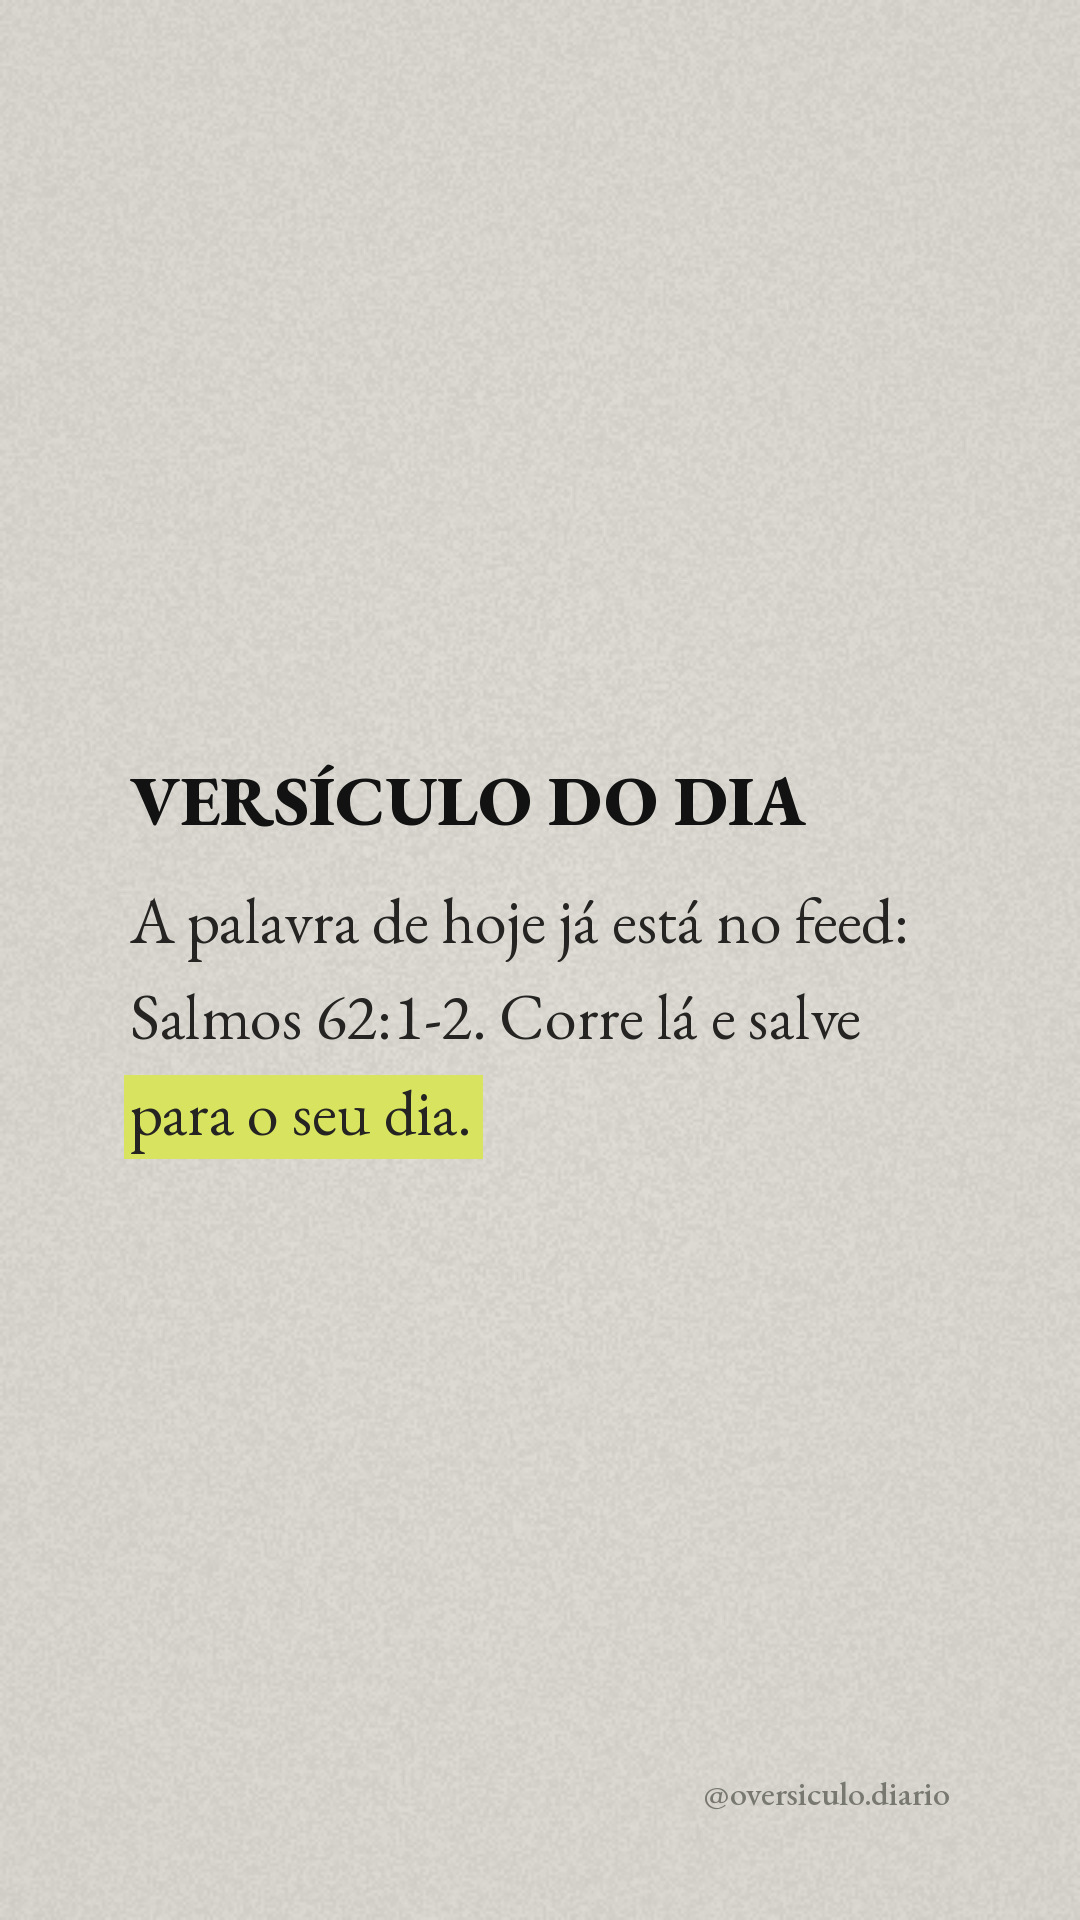 VERSÍCULO DO DIA
A palavra de hoje já está no feed:
Salmos 62:1-2. Corre lá e salve
para o seu dia.
@oversiculo.diario